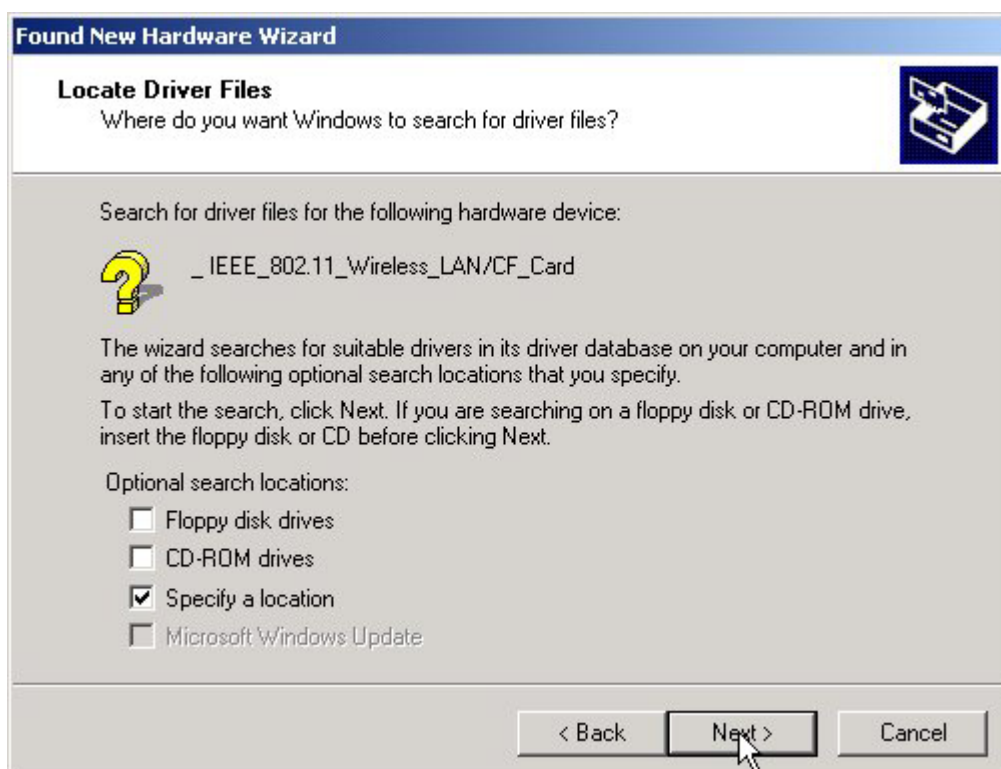 Found New Hardware Wizard
Locate Driver Files
Where do you want Windows to search for driver files?
Search for driver files for the following hardware device:
_ IEEE_802.11_Wireless_LAN/CF_Card
The wizard searches for suitable drivers in its driver database on your computer and in
any of the following optional search locations that you specify.
To start the search, click Next. If you are searching on a floppy disk or CD-ROM drive,
insert the floppy disk or CD before clicking Next.
Optional search locations:
Floppy disk drives
CD-ROM drives
Specify a location
Microsoft Windows Update
< Back Next > Cancel